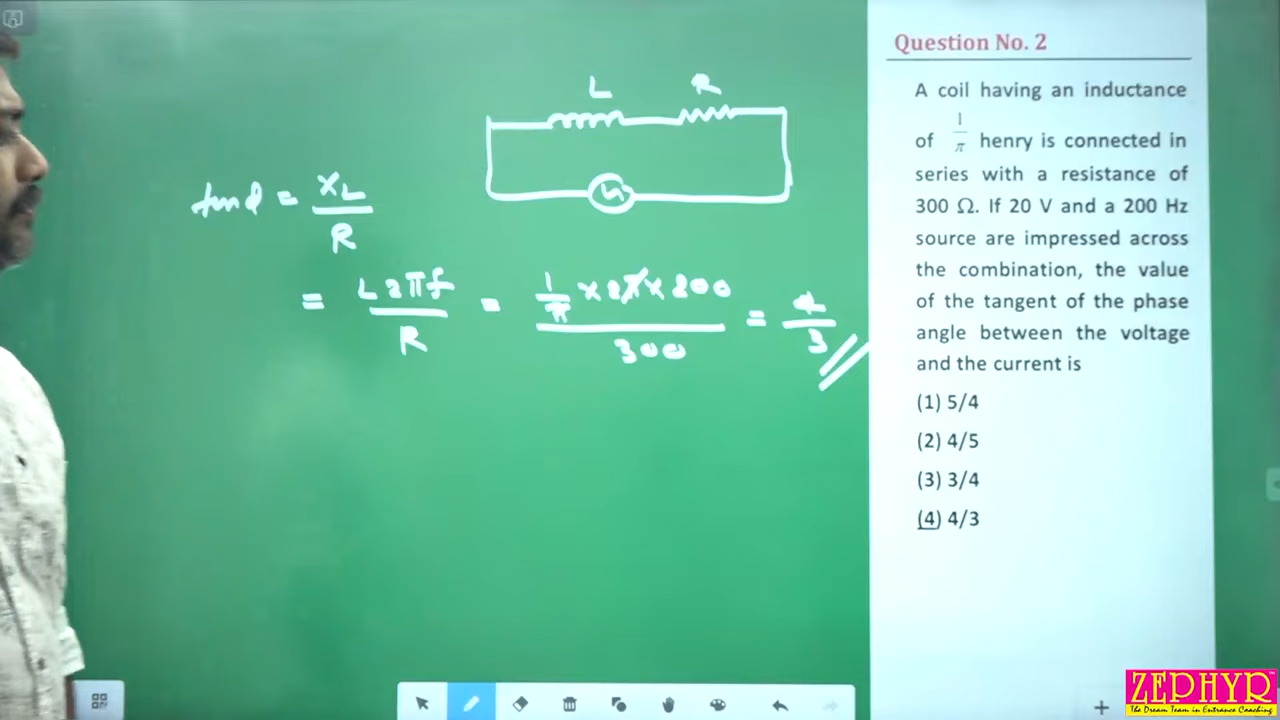 L R
tanϕ = X_L / R
= L2πf / R = 1/π × 2π × 200 / 300 = 4/3 //
Question No. 2
A coil having an inductance
of 1/π henry is connected in
series with a resistance of
300 Ω. If 20 V and a 200 Hz
source are impressed across
the combination, the value
of the tangent of the phase
angle between the voltage
and the current is
(1) 5/4
(2) 4/5
(3) 3/4
(4) 4/3
ZEPHYR
The Dream Team in Entrance Coaching